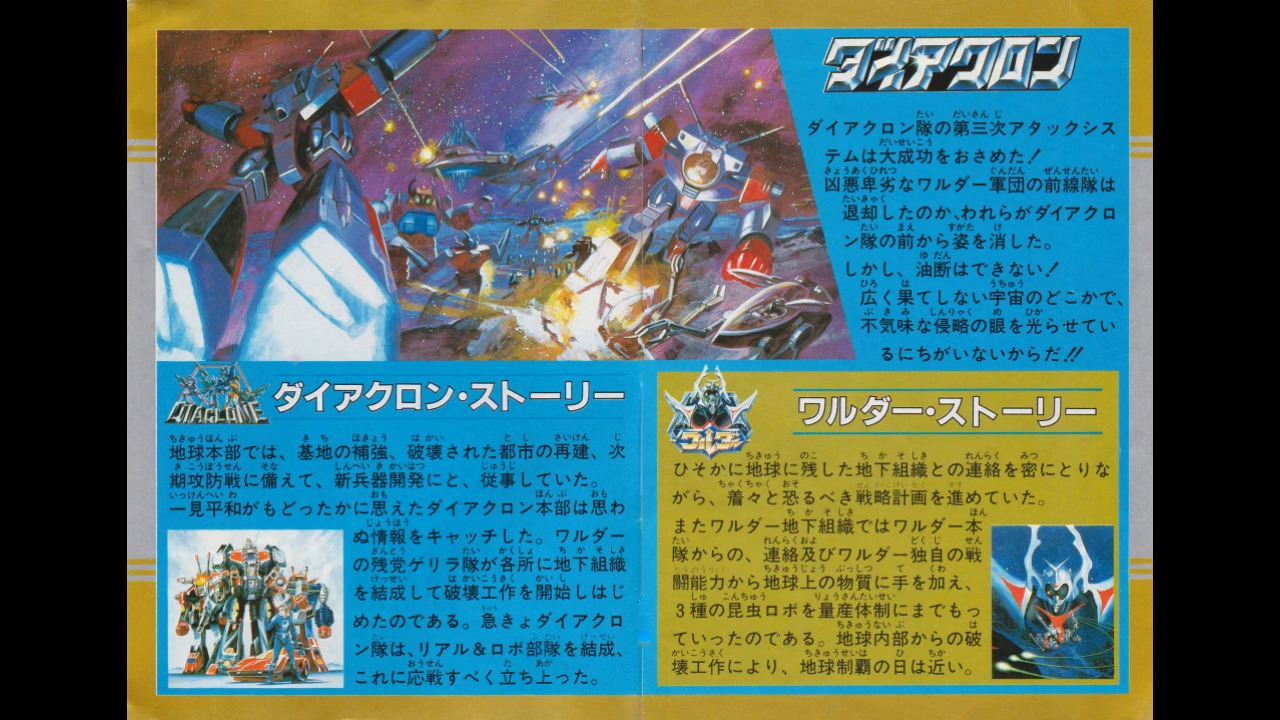 ダイアクロン
ダイアクロン隊の第三次アタックシス
テムは大成功をおさめた!
凶悪卑劣なワルダー軍団の前線隊は
退却したのか、われらがダイアクロ
ン隊の前から姿を消した。
しかし、油断はできない!
広く果てしない宇宙のどこかで、
不気味な侵略の眼を光らせてい
るにちがいないからだ!!
DIACLONE
ダイアクロン・ストーリー
地球本部では、基地の補強、破壊された都市の再建、次
期攻防戦に備えて、新兵器開発にと、従事していた。
一見平和がもどったかに思えたダイアクロン本部は思わ
ぬ情報をキャッチした。ワルダー
の残党ゲリラ隊が各所に地下組織
を結成して破壊工作を開始しはじ
めたのである。急きょダイアクロ
ン隊は、リアル&ロボ部隊を結成、
これに応戦すべく立ち上った。
ワルダー
ワルダー・ストーリー
ひそかに地球に残した地下組織との連絡を密にとりな
がら、着々と恐るべき戦略計画を進めていた。
またワルダー地下組織ではワルダー本
隊からの、連絡及びワルダー独自の戦
闘能力から地球上の物質に手を加え、
3種の昆虫ロボを量産体制にまでもっ
ていったのである。地球内部からの破
壊工作により、地球制覇の日は近い。